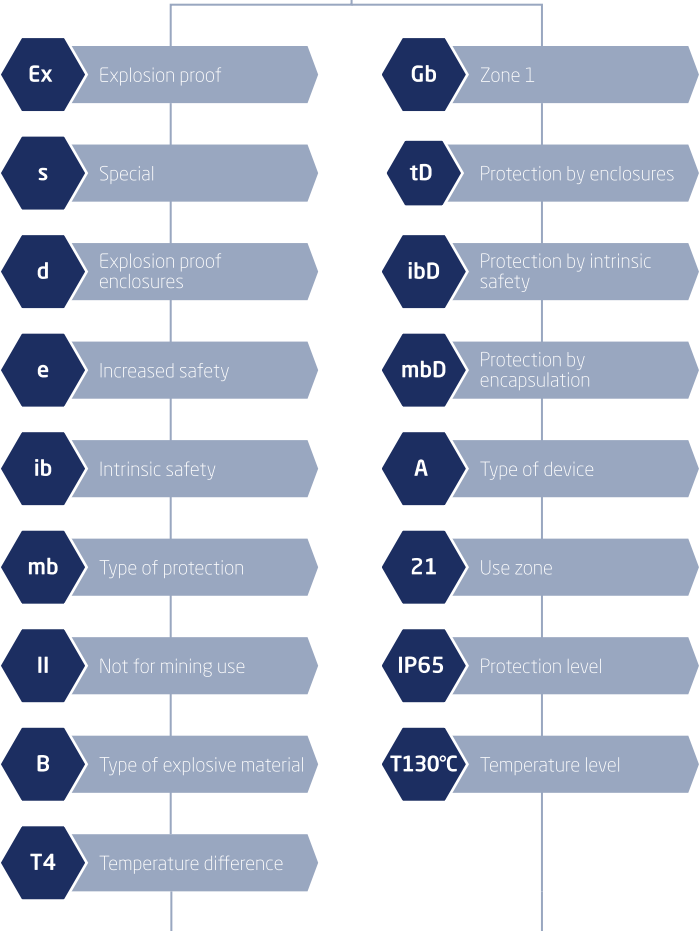 Ex
Explosion proof
s
Special
d
Explosion proof
enclosures
e
Increased safety
ib
Intrinsic safety
mb
Type of protection
II
Not for mining use
B
Type of explosive material
T4
Temperature difference
Gb
Zone 1
tD
Protection by enclosures
ibD
Protection by intrinsic
safety
mbD
Protection by
encapsulation
A
Type of device
21
Use zone
IP65
Protection level
T130℃
Temperature level